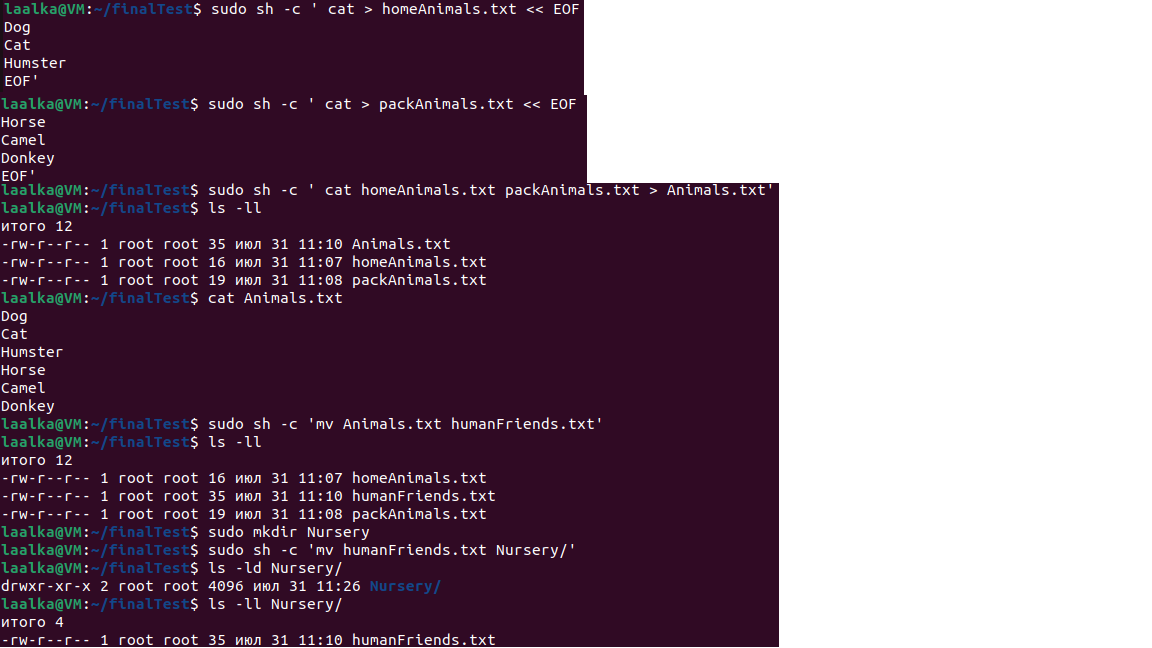 laalka@VM:~/finalTest$ sudo sh -c ' cat > homeAnimals.txt << EOF
Dog
Cat
Humster
EOF'
laalka@VM:~/finalTest$ sudo sh -c ' cat > packAnimals.txt << EOF
Horse
Camel
Donkey
EOF'
laalka@VM:~/finalTest$ sudo sh -c ' cat homeAnimals.txt packAnimals.txt > Animals.txt'
laalka@VM:~/finalTest$ ls -ll
итого 12
-rw-r--r-- 1 root root 35 июл 31 11:10 Animals.txt
-rw-r--r-- 1 root root 16 июл 31 11:07 homeAnimals.txt
-rw-r--r-- 1 root root 19 июл 31 11:08 packAnimals.txt
laalka@VM:~/finalTest$ cat Animals.txt
Dog
Cat
Humster
Horse
Camel
Donkey
laalka@VM:~/finalTest$ sudo sh -c 'mv Animals.txt humanFriends.txt'
laalka@VM:~/finalTest$ ls -ll
итого 12
-rw-r--r-- 1 root root 16 июл 31 11:07 homeAnimals.txt
-rw-r--r-- 1 root root 35 июл 31 11:10 humanFriends.txt
-rw-r--r-- 1 root root 19 июл 31 11:08 packAnimals.txt
laalka@VM:~/finalTest$ sudo mkdir Nursery
laalka@VM:~/finalTest$ sudo sh -c 'mv humanFriends.txt Nursery/'
laalka@VM:~/finalTest$ ls -ld Nursery/
drwxr-xr-x 2 root root 4096 июл 31 11:26 Nursery/
laalka@VM:~/finalTest$ ls -ll Nursery/
итого 4
-rw-r--r-- 1 root root 35 июл 31 11:10 humanFriends.txt